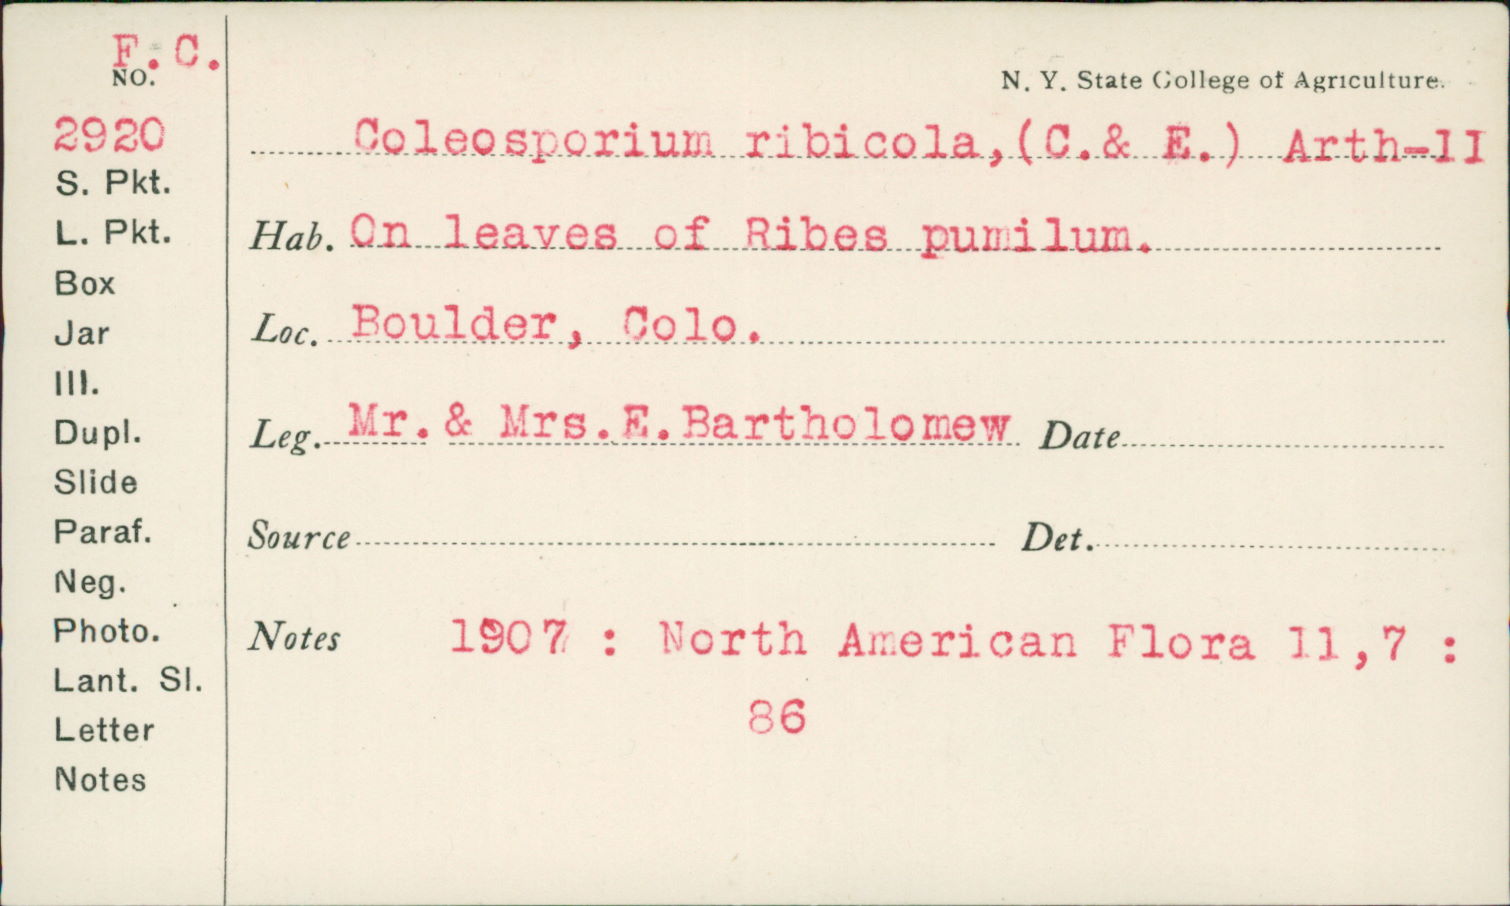 F. C.
NO.
2920
S. Pkt.
L. Pkt.
Box
Jar
Ill.
Dupl.
Slide
Paraf.
Neg.
Photo.
Lant. Sl.
Letter
Notes
N. Y. State College of Agriculture.
Coleosporium ribicola,(C.& E.) Arth-II
Hab. On leaves of Ribes pumilum.
Loc. Boulder, Colo.
Leg. Mr.& Mrs.E.Bartholomew Date
Source Det.
Notes 1907 : North American Flora 11,7 :
86